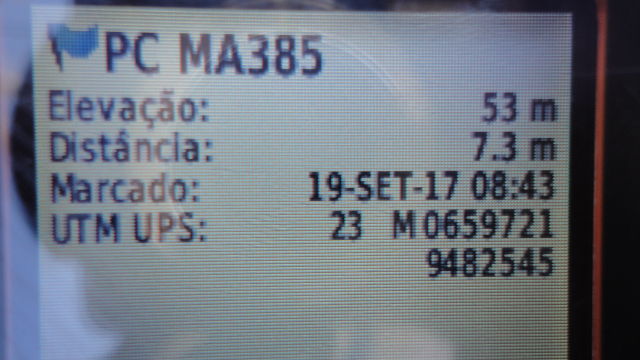 PC MA385
Elevação: 53 m
Distância: 7.3 m
Marcado: 19-SET-17 08:43
UTM UPS: 23 M 0659721
9482545